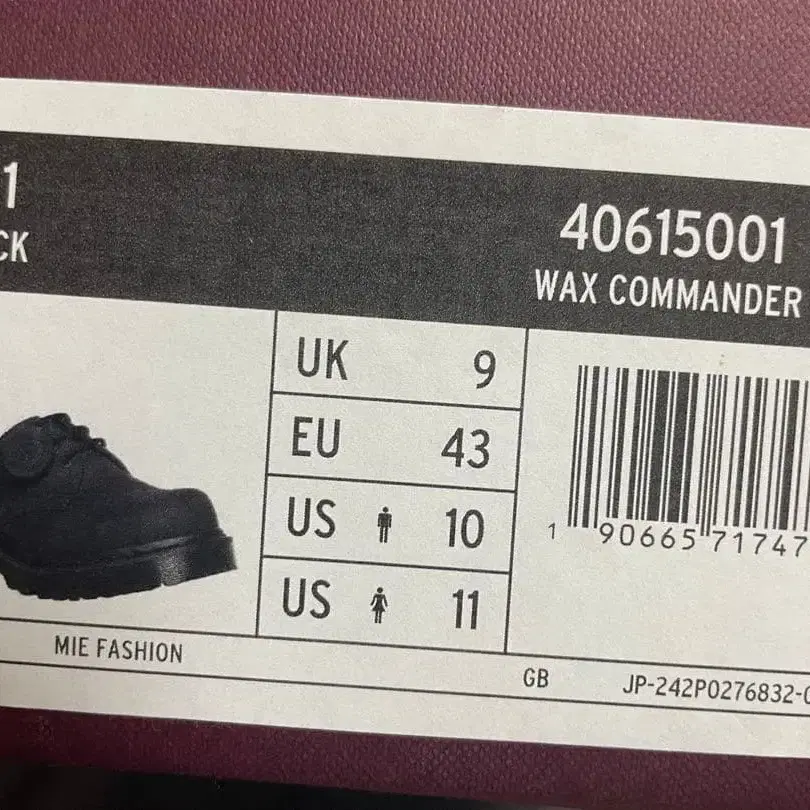 1
CK
40615001
WAX COMMANDER
UK 9
EU 43
US 10
US 11
1 90665 71747
MIE FASHION
GB JP-242P0276832-0